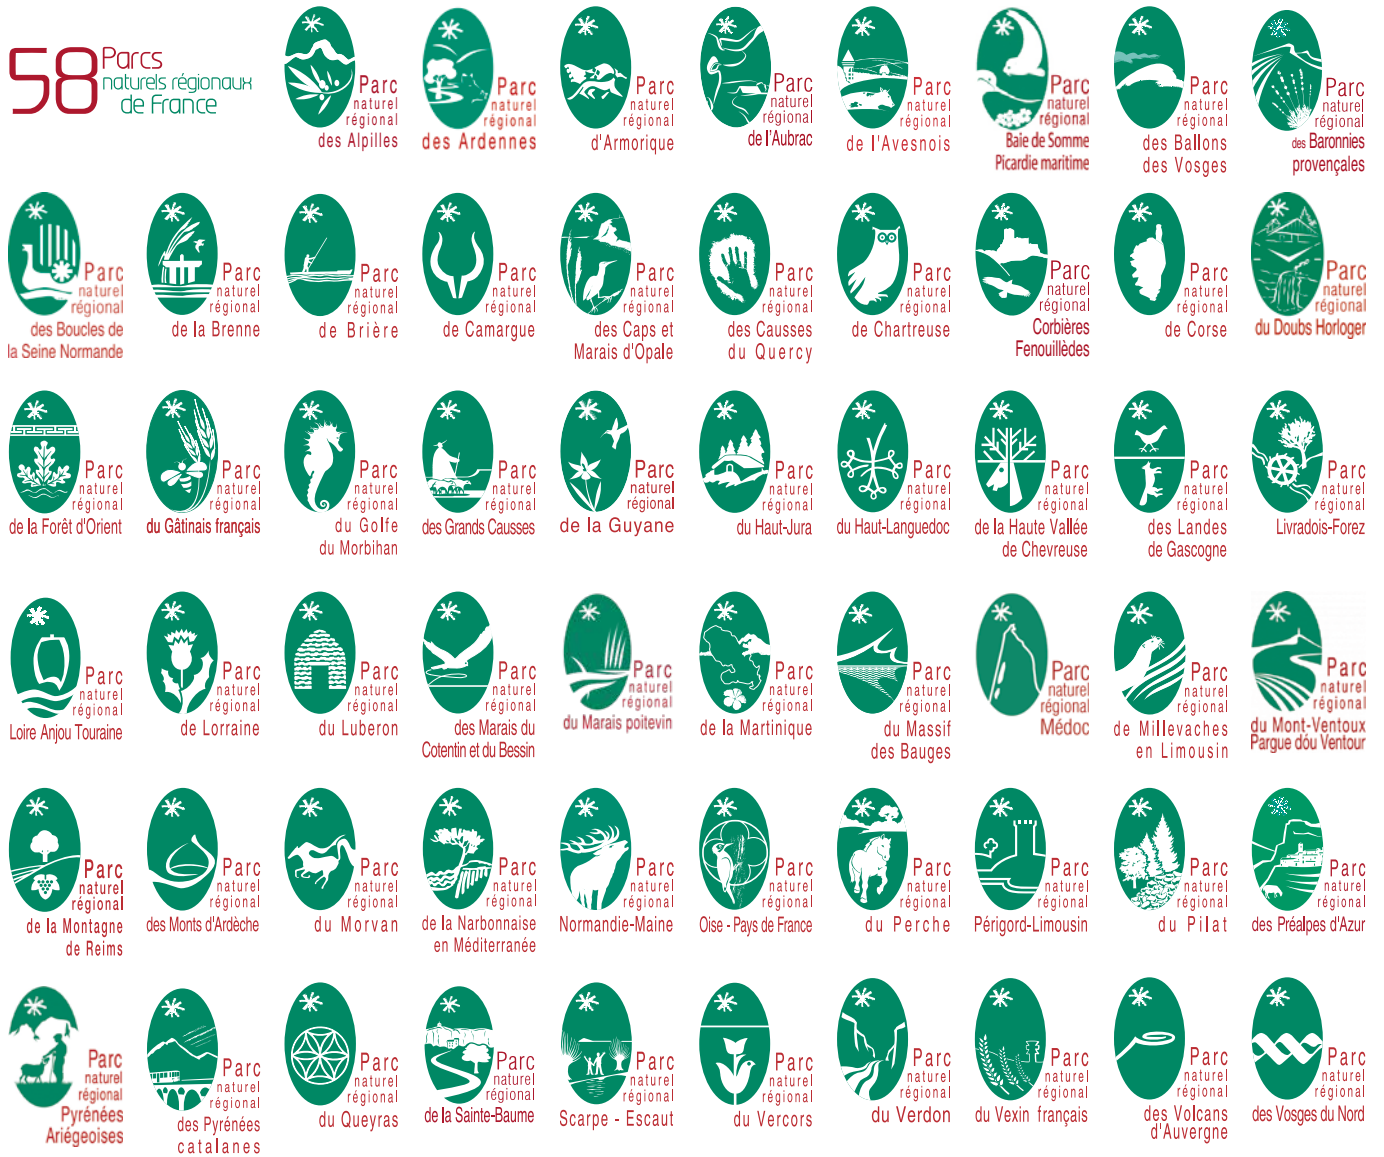 58 Parcs
naturels régionaux
de France
Parc
naturel
régional
des Alpilles
Parc
naturel
régional
des Ardennes
Parc
naturel
régional
d'Armorique
Parc
naturel
régional
de l'Aubrac
Parc
naturel
régional
de l'Avesnois
Parc
naturel
régional
Baie de Somme
Picardie maritime
Parc
naturel
régional
des Ballons
des Vosges
Parc
naturel
régional
des Baronnies
provençales
Parc
naturel
régional
des Boucles de
la Seine Normande
Parc
naturel
régional
de la Brenne
Parc
naturel
régional
de Brière
Parc
naturel
régional
de Camargue
Parc
naturel
régional
des Caps et
Marais d'Opale
Parc
naturel
régional
des Causses
du Quercy
Parc
naturel
régional
de Chartreuse
Parc
naturel
régional
Corbières
Fenouillèdes
Parc
naturel
régional
de Corse
Parc
naturel
régional
du Doubs Horloger
Parc
naturel
régional
de la Forêt d'Orient
Parc
naturel
régional
du Gâtinais français
Parc
naturel
régional
du Golfe
du Morbihan
Parc
naturel
régional
des Grands Causses
Parc
naturel
régional
de la Guyane
Parc
naturel
régional
du Haut-Jura
Parc
naturel
régional
du Haut-Languedoc
Parc
naturel
régional
de la Haute Vallée
de Chevreuse
Parc
naturel
régional
des Landes
de Gascogne
Parc
naturel
régional
Livradois-Forez
Parc
naturel
régional
Loire Anjou Touraine
Parc
naturel
régional
de Lorraine
Parc
naturel
régional
du Luberon
Parc
naturel
régional
des Marais du
Cotentin et du Bessin
Parc
naturel
régional
du Marais poitevin
Parc
naturel
régional
de la Martinique
Parc
naturel
régional
du Massif
des Bauges
Parc
naturel
régional
Médoc
Parc
naturel
régional
de Millevaches
en Limousin
Parc
naturel
régional
du Mont-Ventoux
Pargue dóu Ventour
Parc
naturel
régional
de la Montagne
de Reims
Parc
naturel
régional
des Monts d'Ardèche
Parc
naturel
régional
du Morvan
Parc
naturel
régional
de la Narbonnaise
en Méditerranée
Parc
naturel
régional
Normandie-Maine
Parc
naturel
régional
Oise - Pays de France
Parc
naturel
régional
du Perche
Parc
naturel
régional
Périgord-Limousin
Parc
naturel
régional
du Pilat
Parc
naturel
régional
des Préalpes d'Azur
Parc
naturel
régional
Pyrénées
Ariégeoises
Parc
naturel
régional
des Pyrénées
catalanes
Parc
naturel
régional
du Queyras
Parc
naturel
régional
de la Sainte-Baume
Parc
naturel
régional
Scarpe - Escaut
Parc
naturel
régional
du Vercors
Parc
naturel
régional
du Verdon
Parc
naturel
régional
du Vexin français
Parc
naturel
régional
des Volcans
d'Auvergne
Parc
naturel
régional
des Vosges du Nord